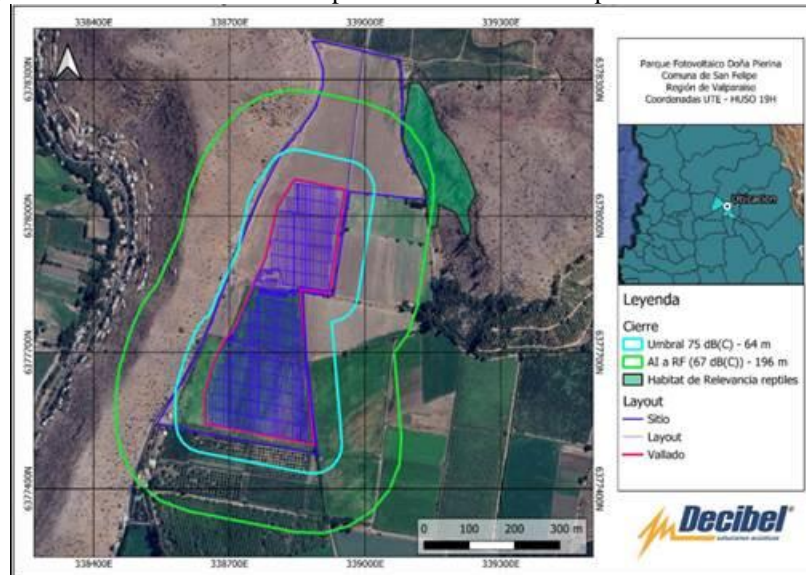 338400E 338700E 339000E 339300E
6378300N 6378300N
6378000N 6378000N
6377700N 6377700N
6377400N 6377400N
0 100 200 300 m
338400E 338700E 339000E 339300E
Parque Fotovoltaico Doña Pierina
Comuna de San Felipe
Región de Valparaíso
Coordenadas UTE - HUSO 19H
Ubicación
Leyenda
Cierre
Umbral 75 dB(C) - 64 m
AI a RF (67 dB(C)) - 196 m
Habitat de Relevancia reptiles
Layout
Sitio
Layout
Vallado
Decibel
soluciones acústicas